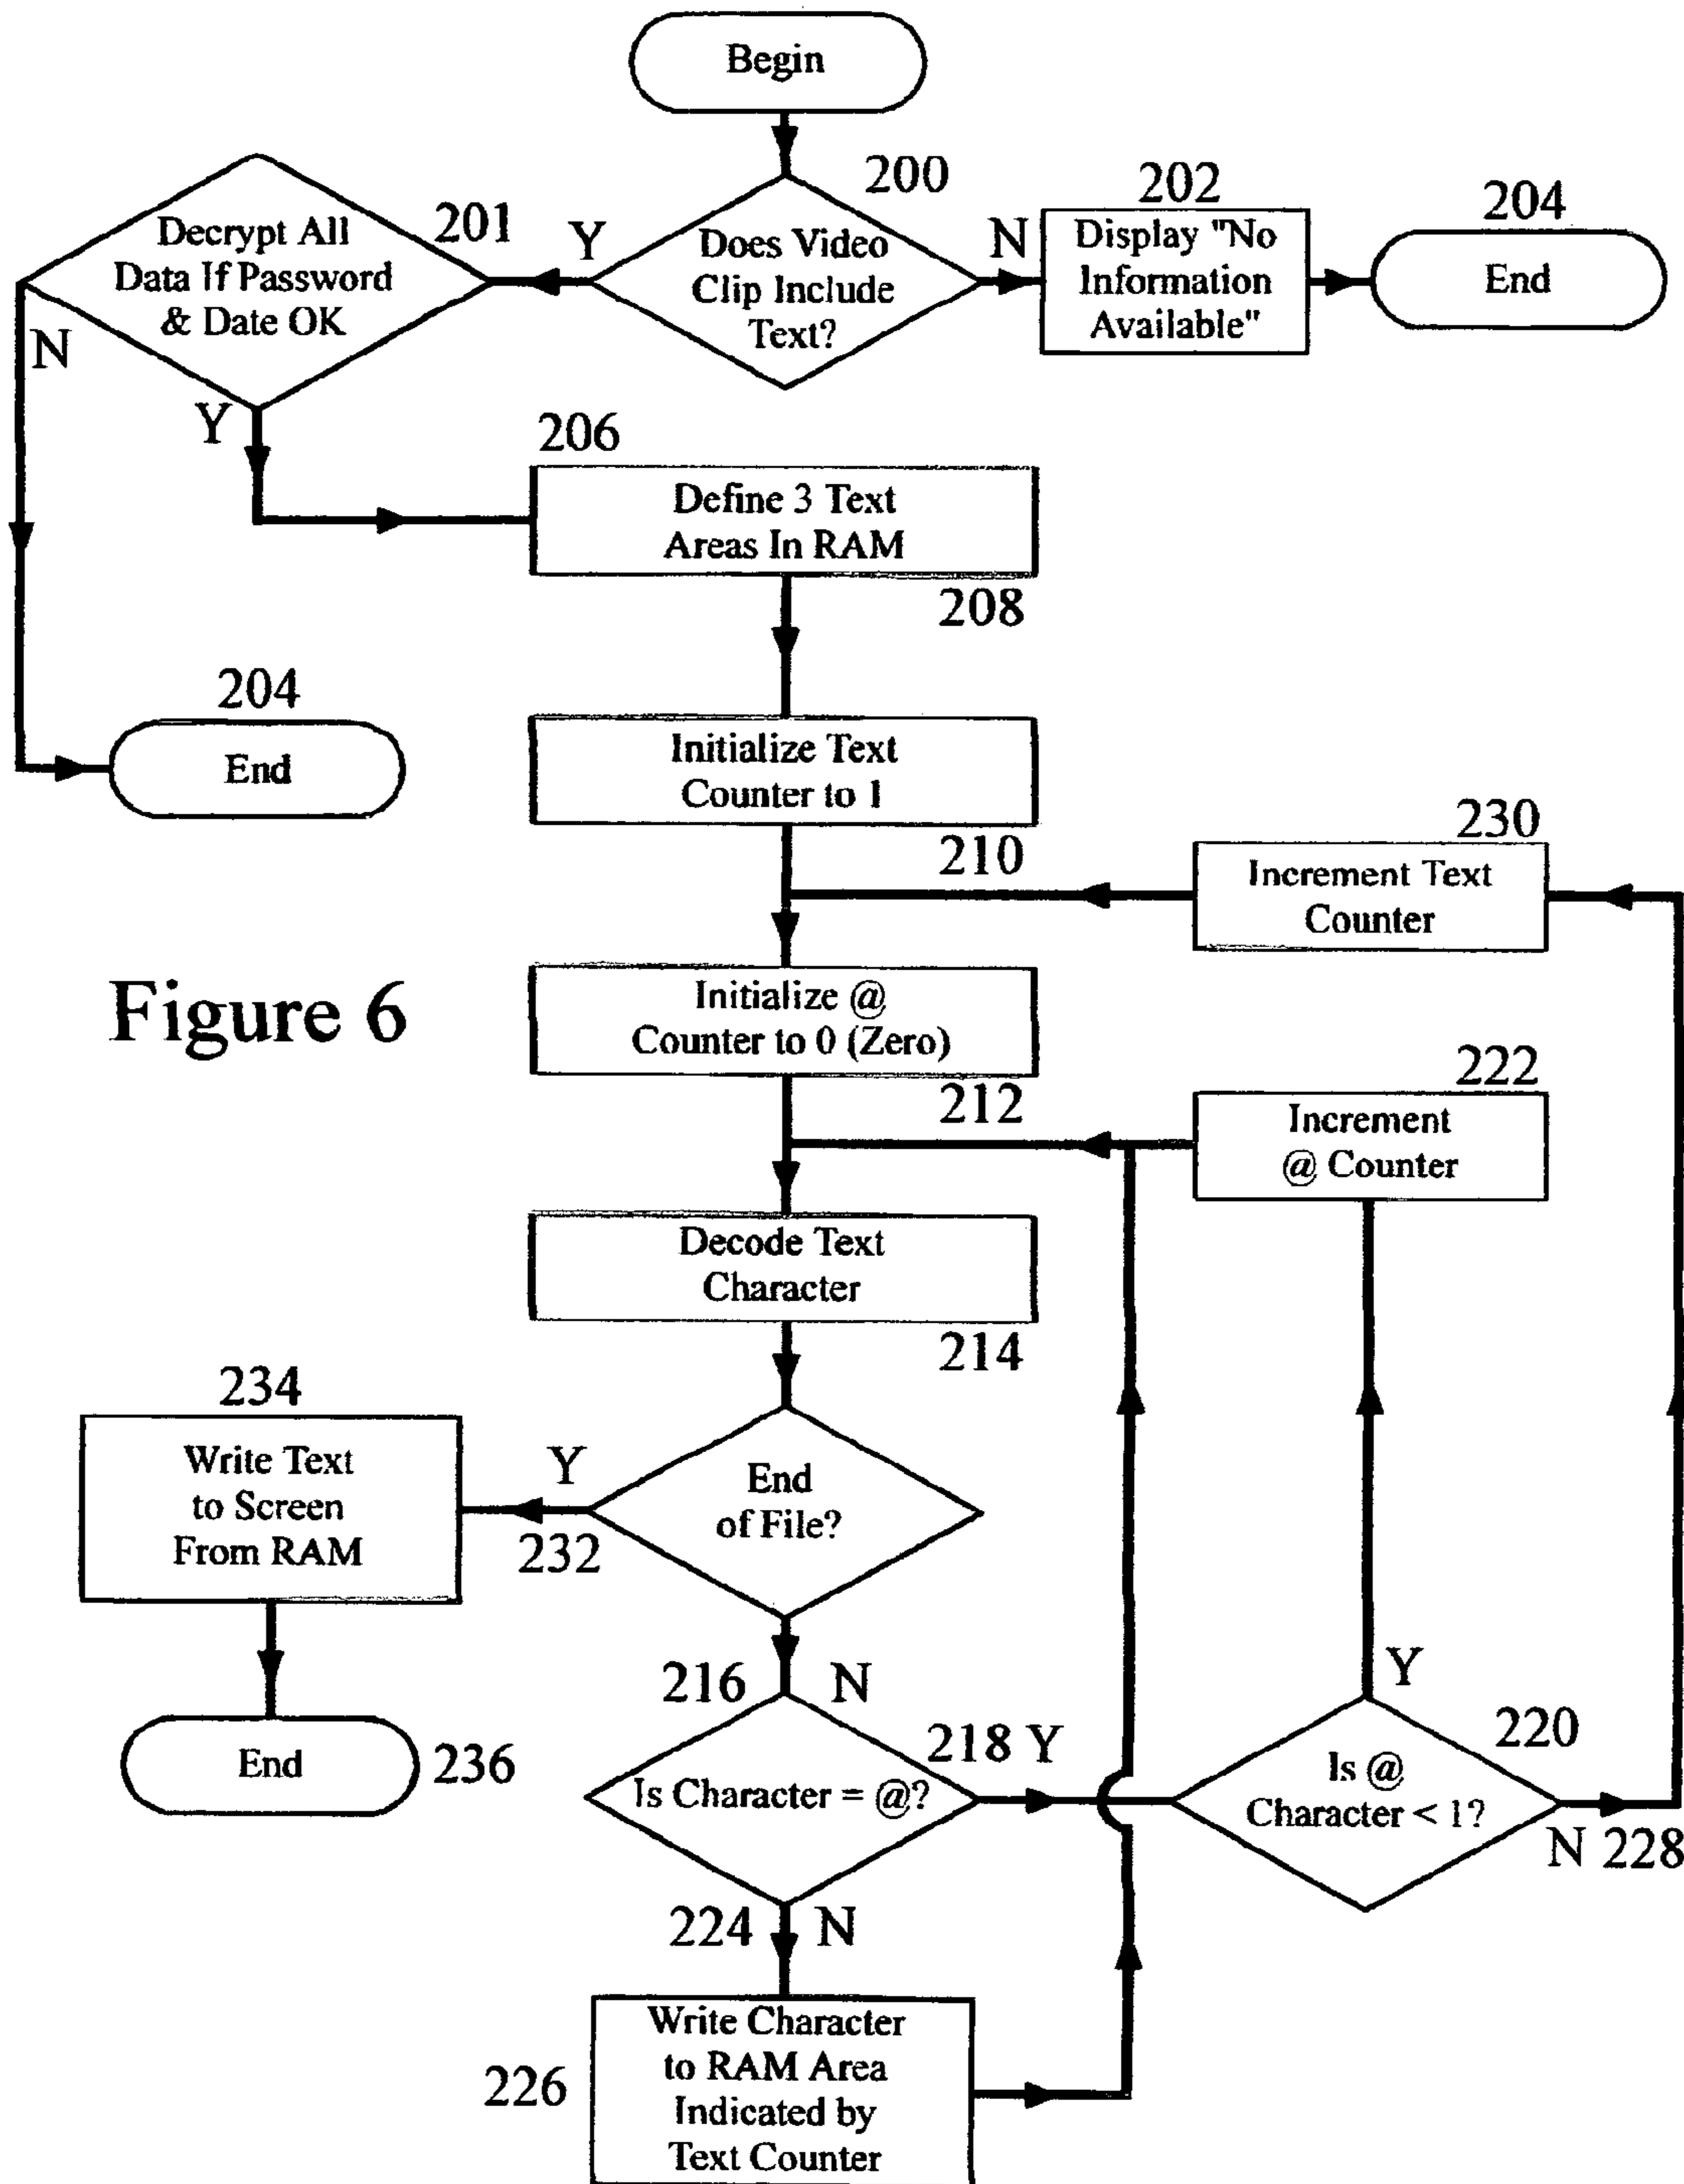 Begin
200
Does Video
Clip Include
Text?
Y
N
201
Decrypt All
Data If Password
& Date OK
N
Y
202
Display "No
Information
Available"
204
End
206
Define 3 Text
Areas In RAM
208
204
End
Initialize Text
Counter to 1
210
230
Increment Text
Counter
Figure 6
Initialize @
Counter to 0 (Zero)
212
222
Increment
@ Counter
Decode Text
Character
214
234
Write Text
to Screen
From RAM
Y
232
End
of File?
216
N
End
236
Is Character = @?
218 Y
Y
220
Is @
Character < 1?
N 228
224
N
226
Write Character
to RAM Area
Indicated by
Text Counter